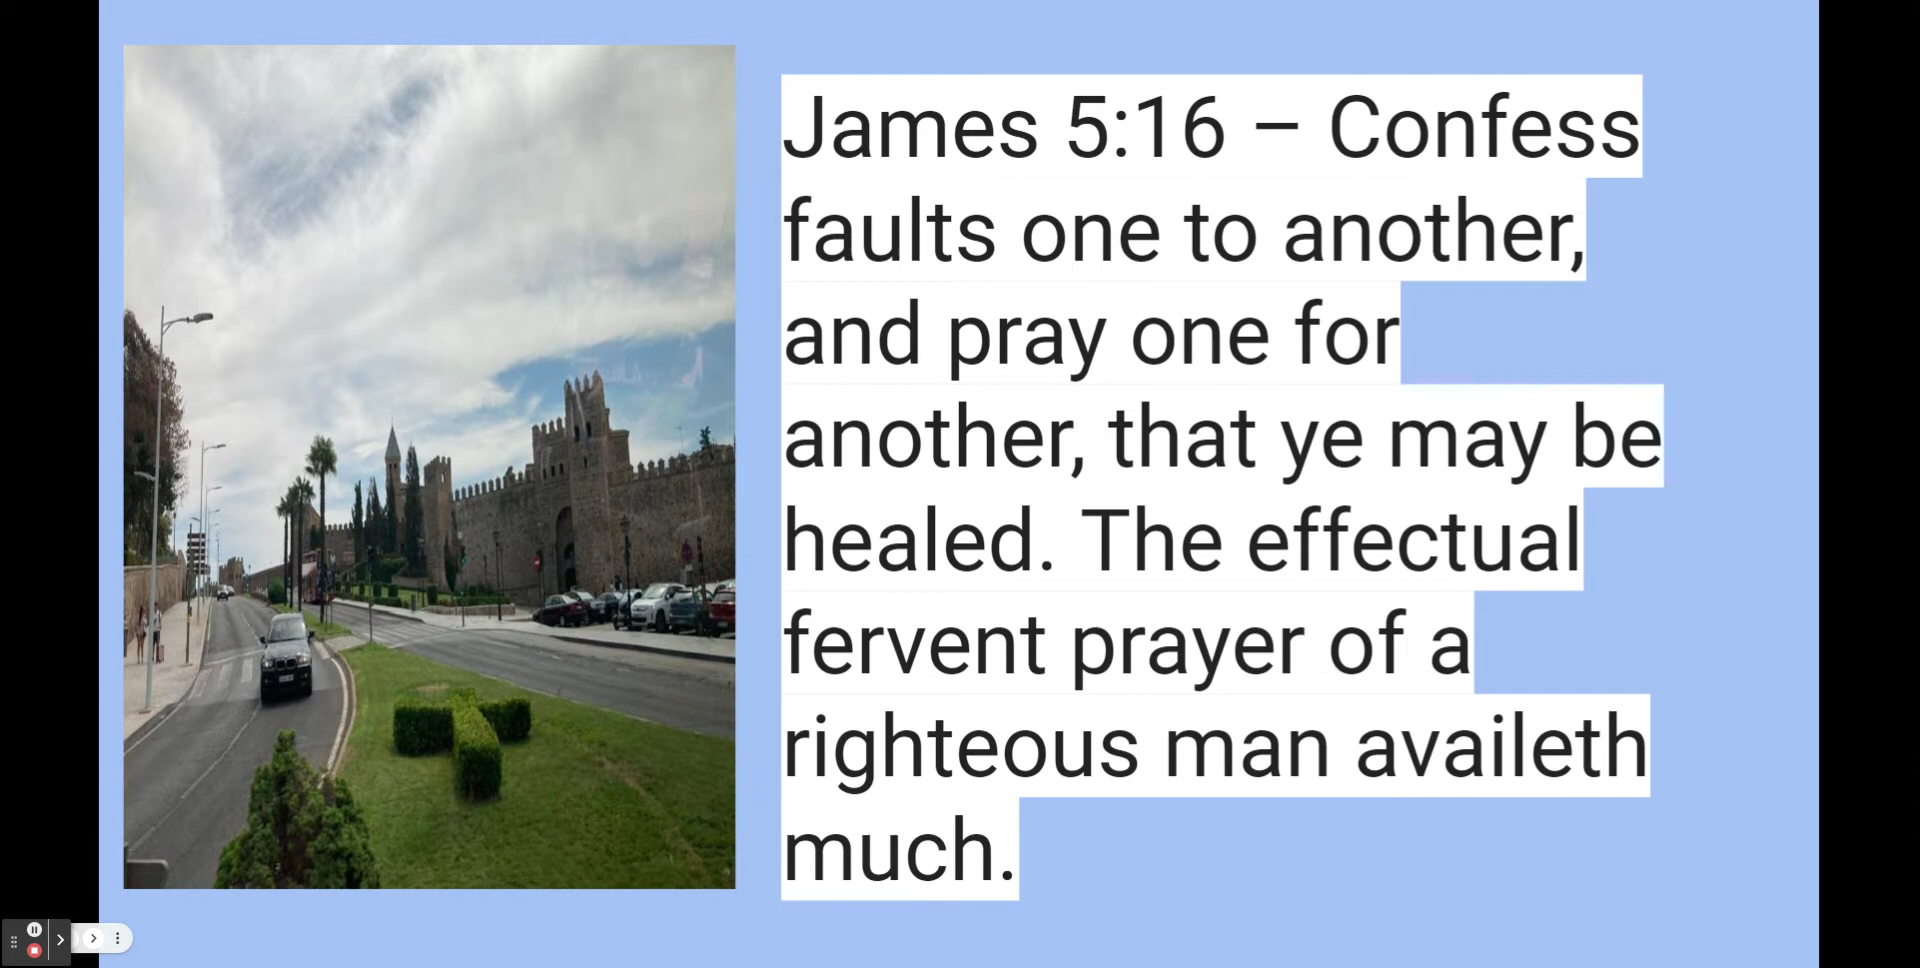 James 5:16 – Confess
faults one to another,
and pray one for
another, that ye may be
healed. The effectual
fervent prayer of a
righteous man availeth
much.